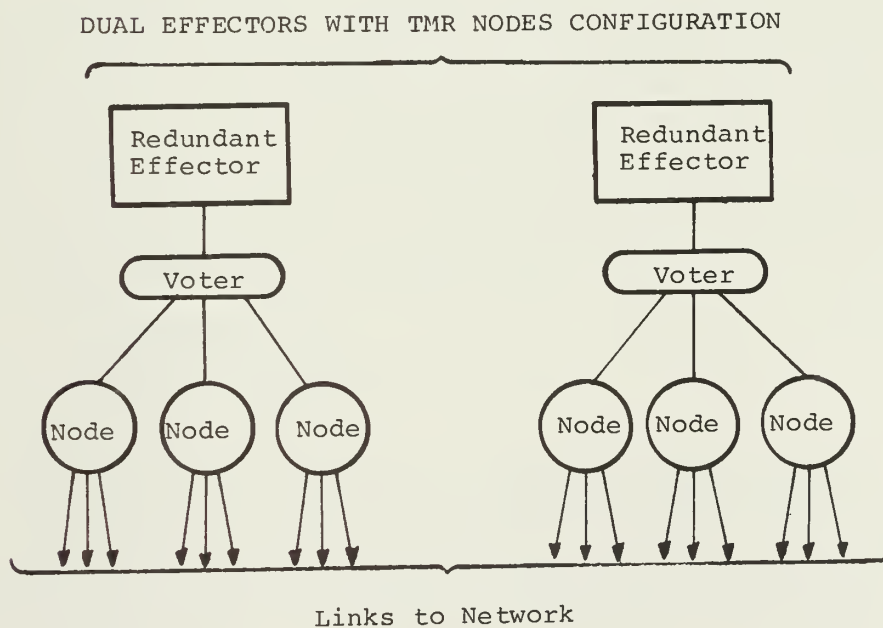 DUAL EFFECTORS WITH TMR NODES CONFIGURATION
Redundant
Effector
Redundant
Effector
Voter
Voter
Node
Node
Node
Node
Node
Node
Links to Network